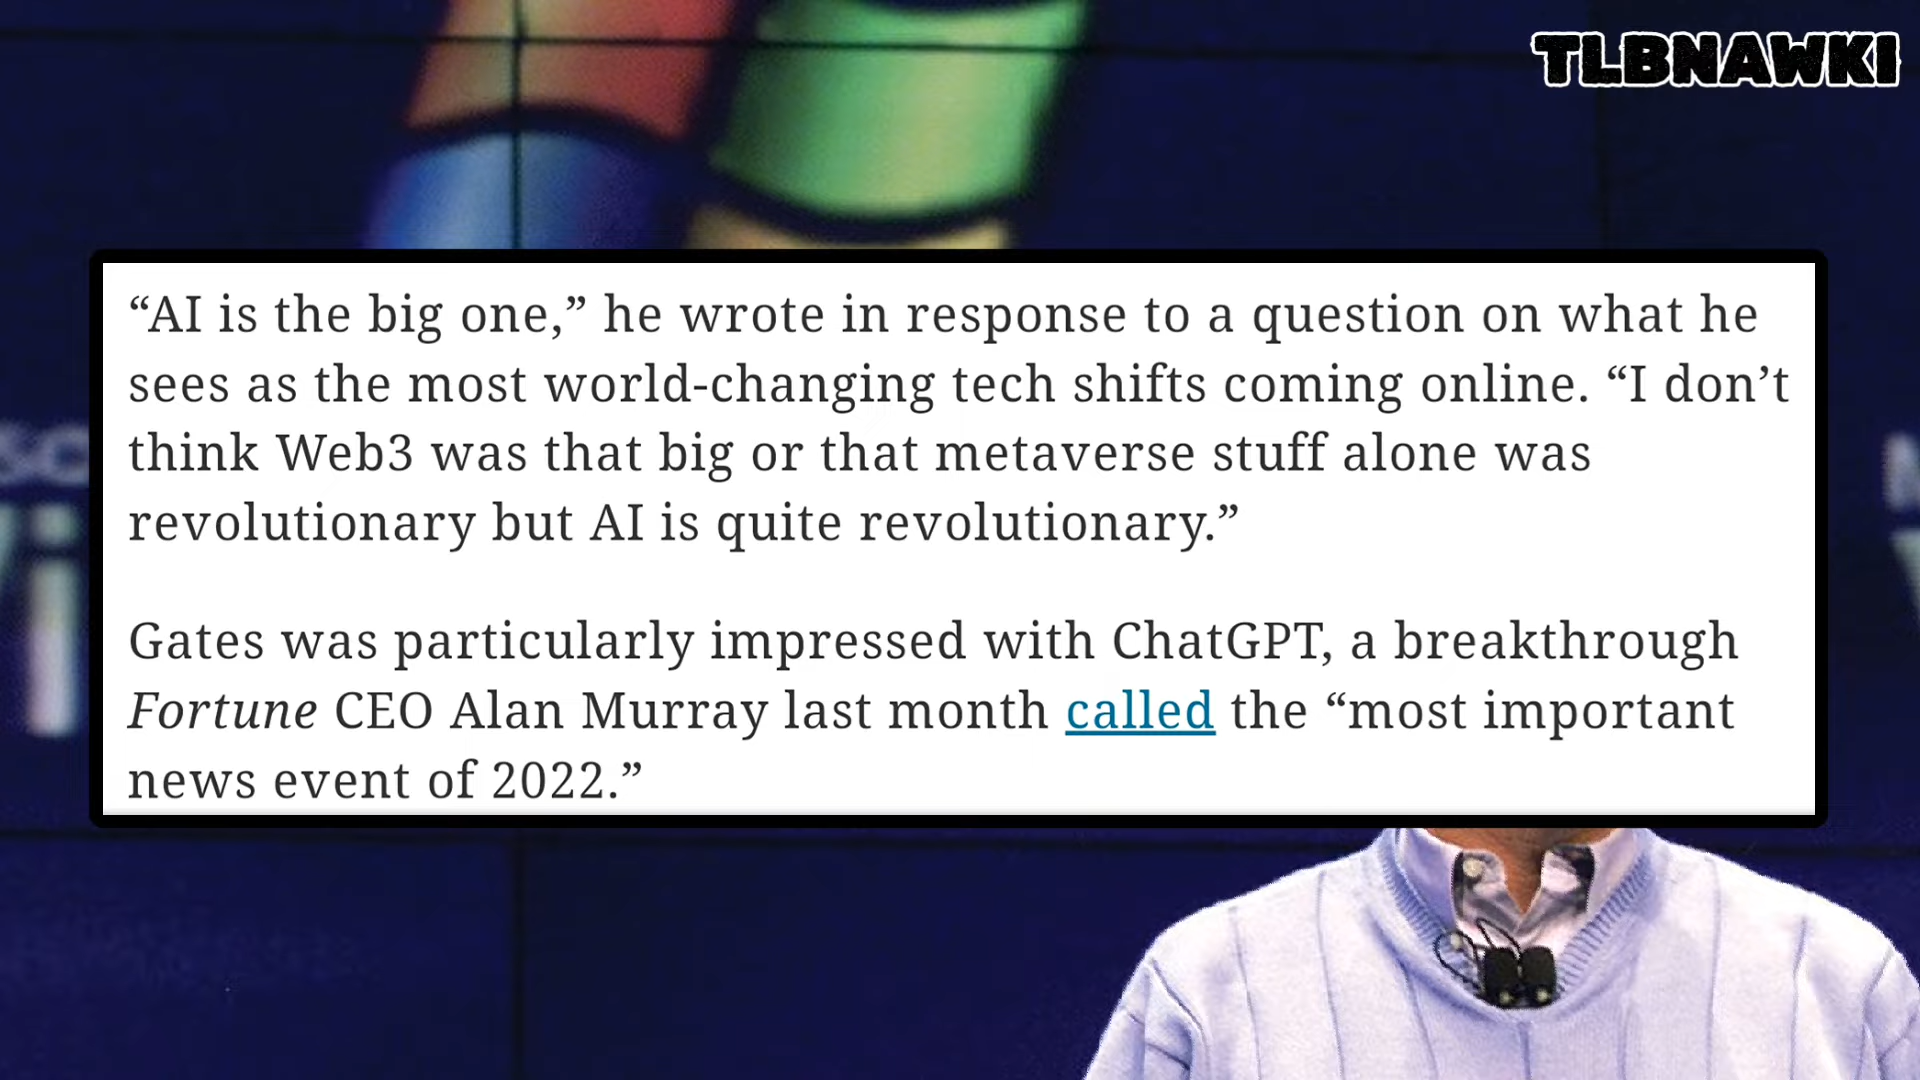 TLBNAWKI
“AI is the big one,” he wrote in response to a question on what he
sees as the most world-changing tech shifts coming online. “I don’t
think Web3 was that big or that metaverse stuff alone was
revolutionary but AI is quite revolutionary.”
Gates was particularly impressed with ChatGPT, a breakthrough
Fortune CEO Alan Murray last month called the “most important
news event of 2022.”